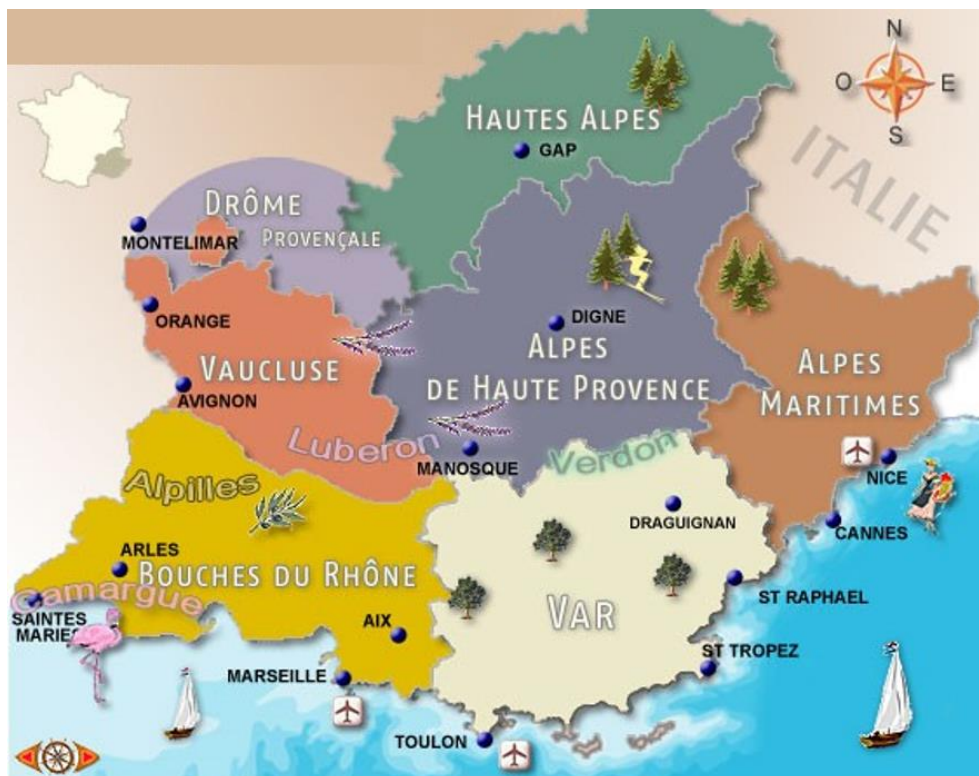 N
O
E
S
HAUTES ALPES
GAP
ITALIE
DRÔME
PROVENÇALE
MONTELIMAR
ORANGE
DIGNE
VAUCLUSE
ALPES
DE HAUTE PROVENCE
ALPES
MARITIMES
AVIGNON
Luberon
MANOSQUE
Verdon
NICE
Alpilles
DRAGUIGNAN
CANNES
ARLES
BOUCHES DU RHÔNE
Camargue
SAINTES
MARIES
AIX
VAR
ST RAPHAEL
ST TROPEZ
MARSEILLE
TOULON